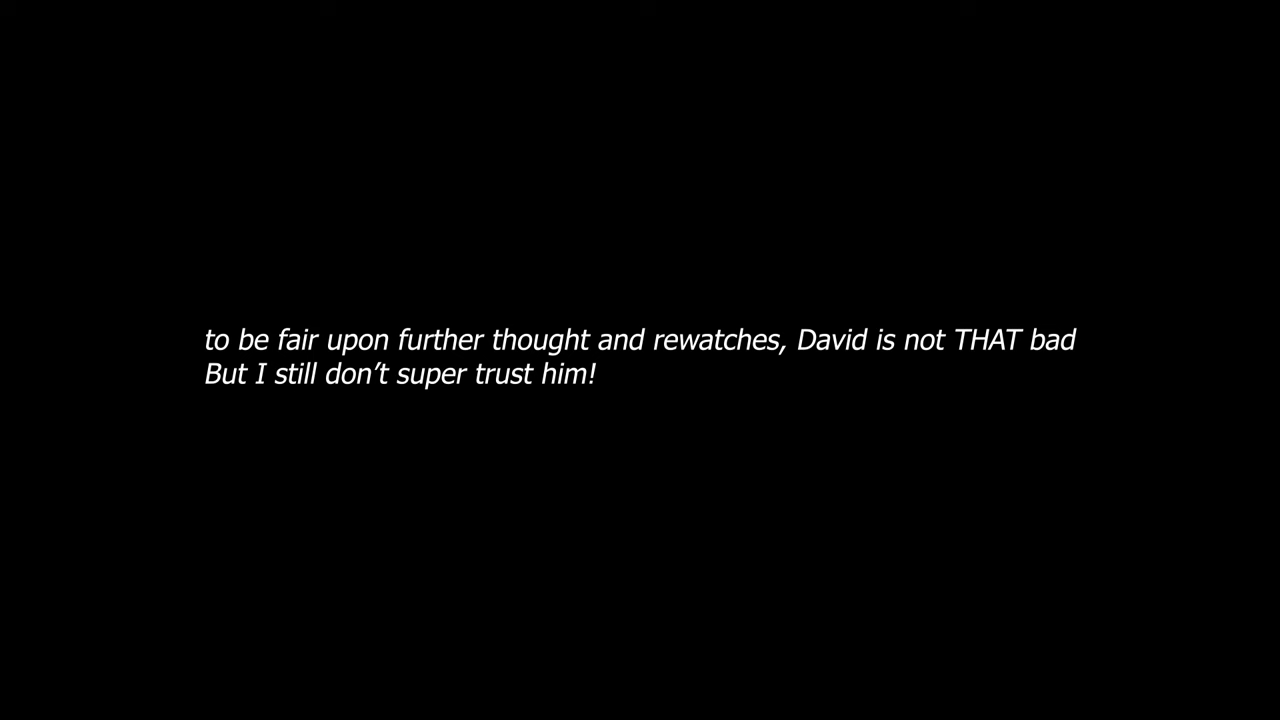 to be fair upon further thought and rewatches, David is not THAT bad
But I still don’t super trust him!